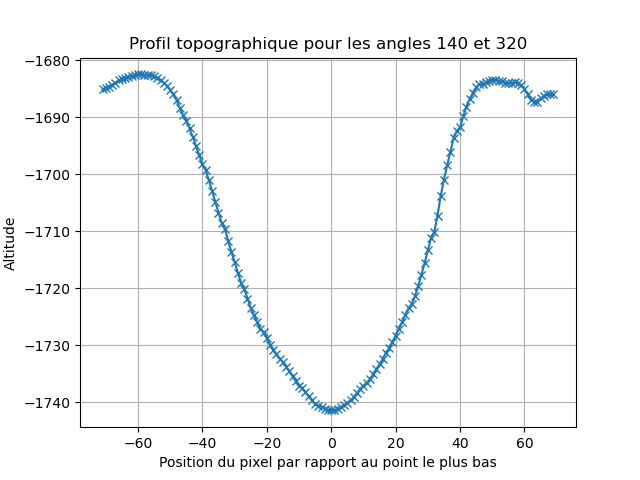 Profil topographique pour les angles 140 et 320
−1680
−1690
−1700
−1710
−1720
−1730
−1740
Altitude
−60 −40 −20 0 20 40 60
Position du pixel par rapport au point le plus bas